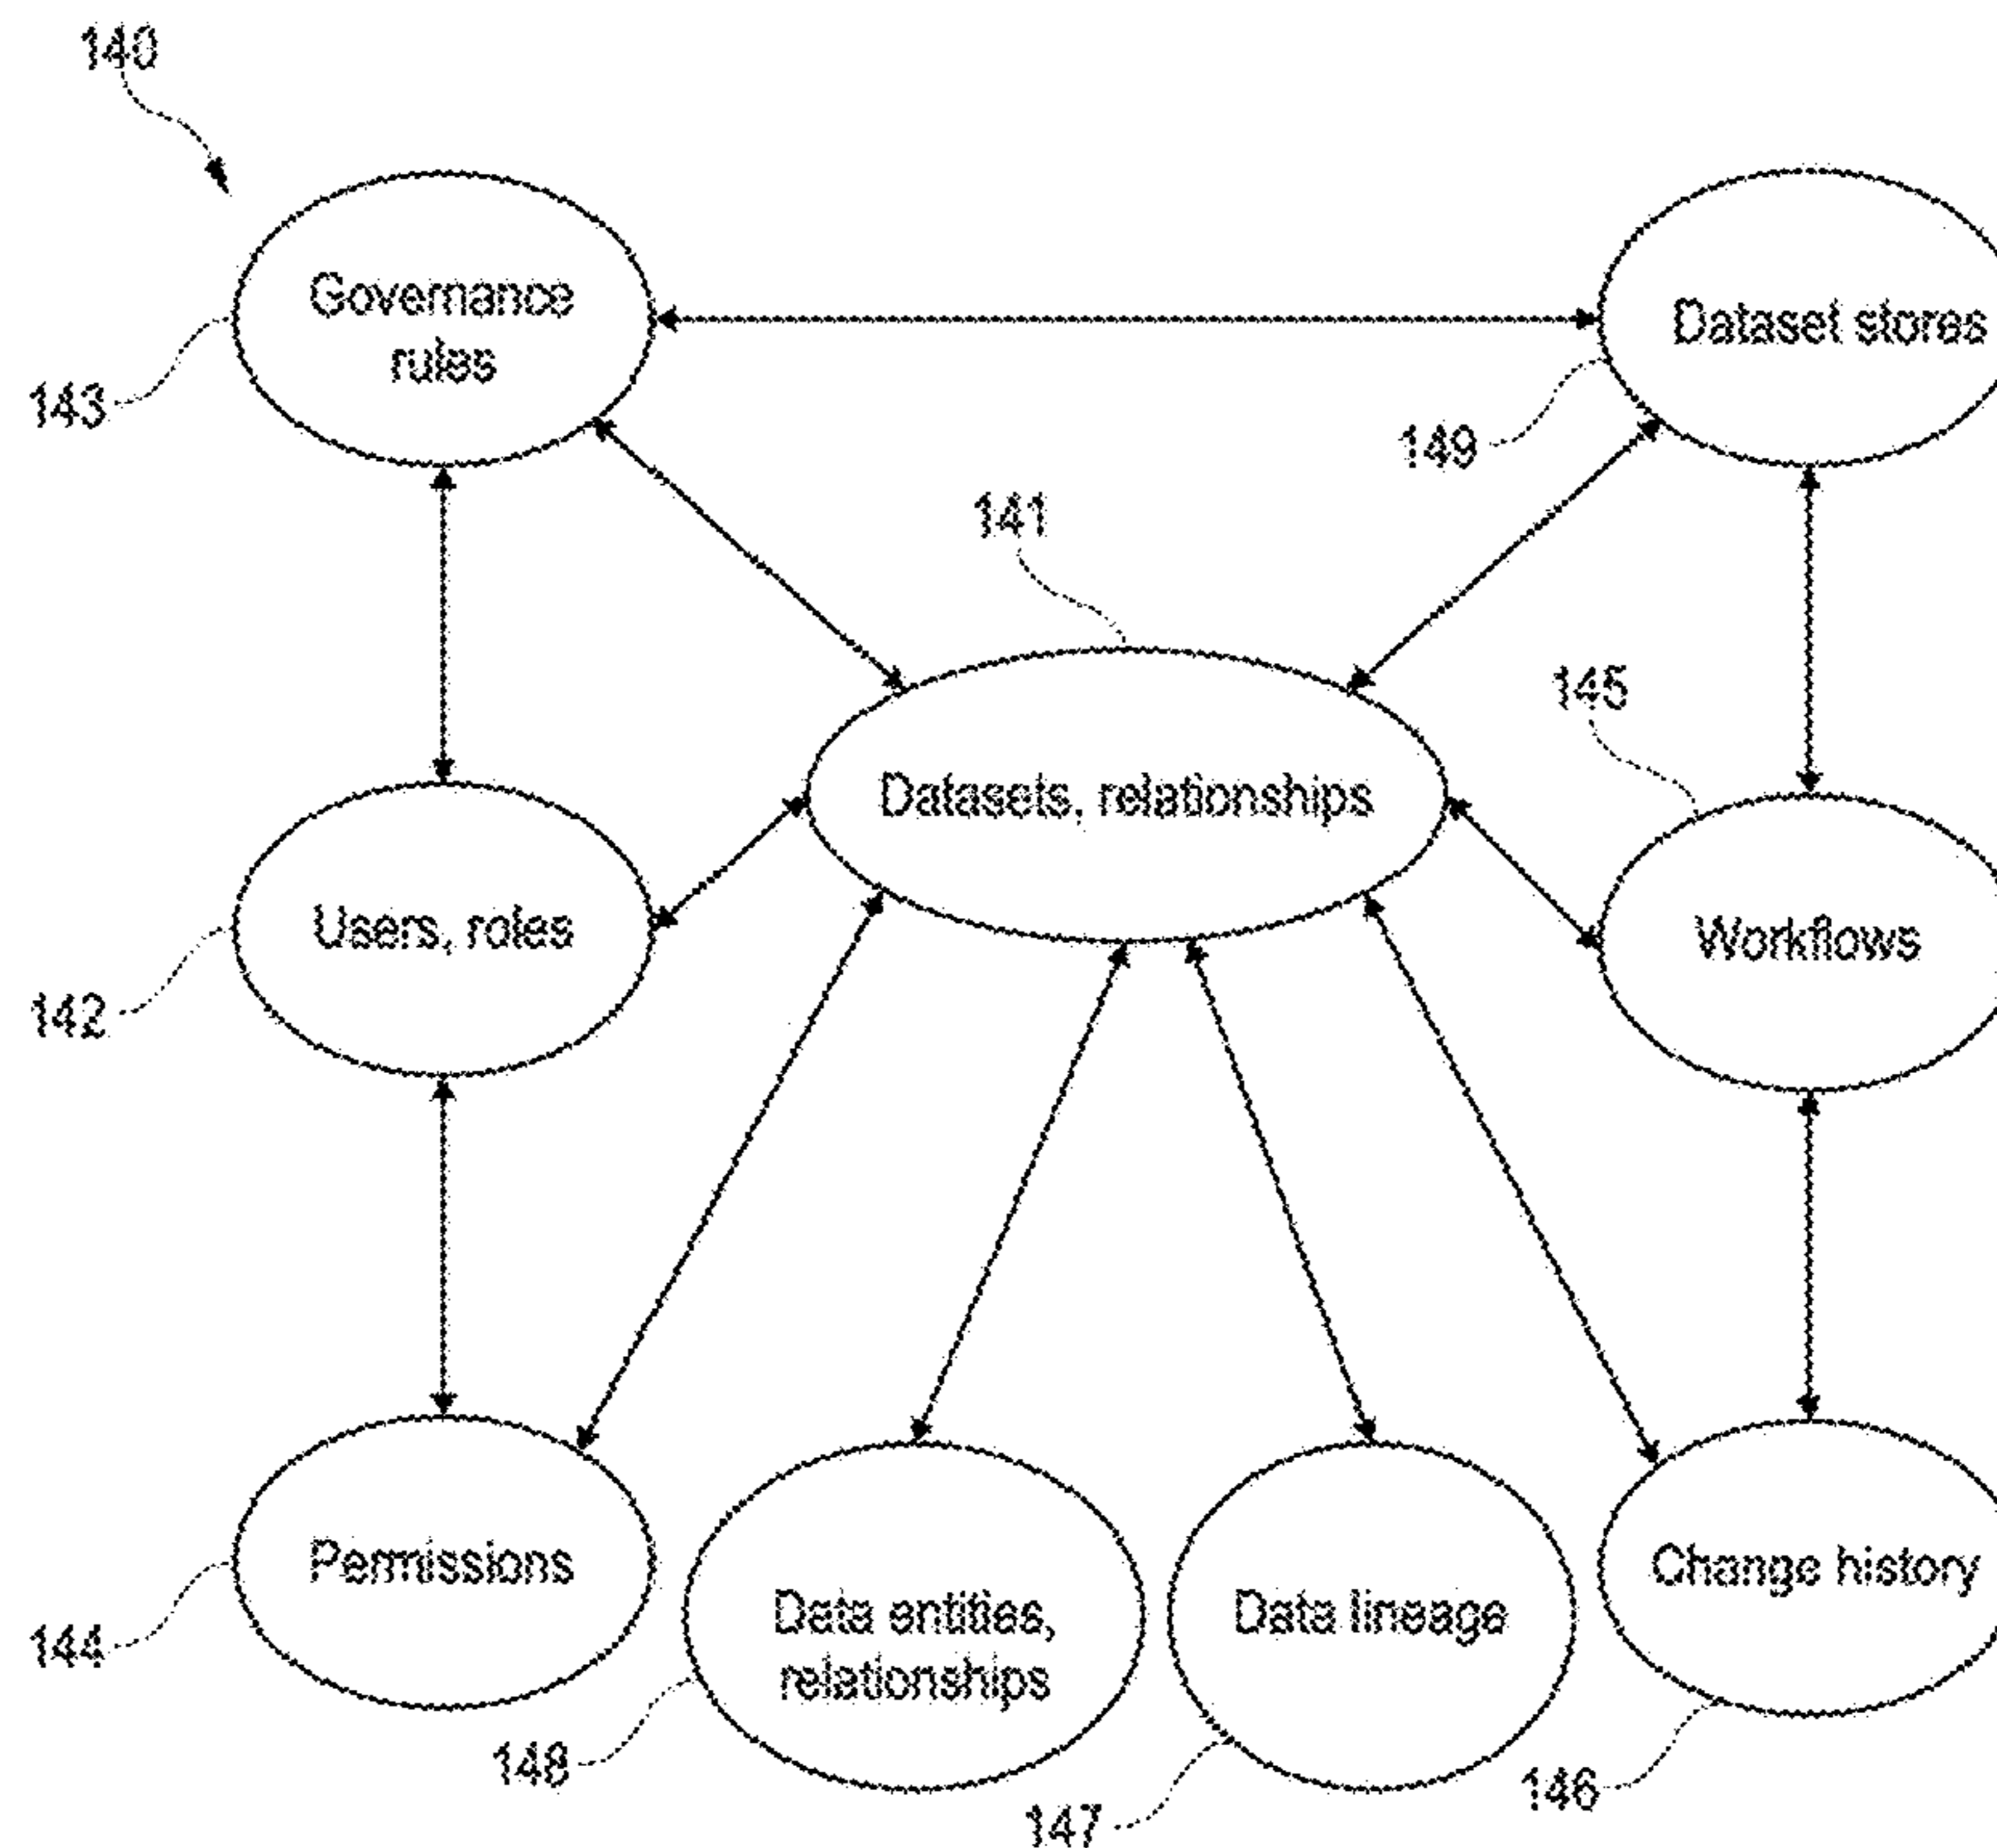 140
Governance
rules
Dataset stores
143
149
141
145
Datasets, relationships
Users, roles
Workflows
142
Permissions
Change history
Data entities,
relationships
Data lineage
144
148
146
147